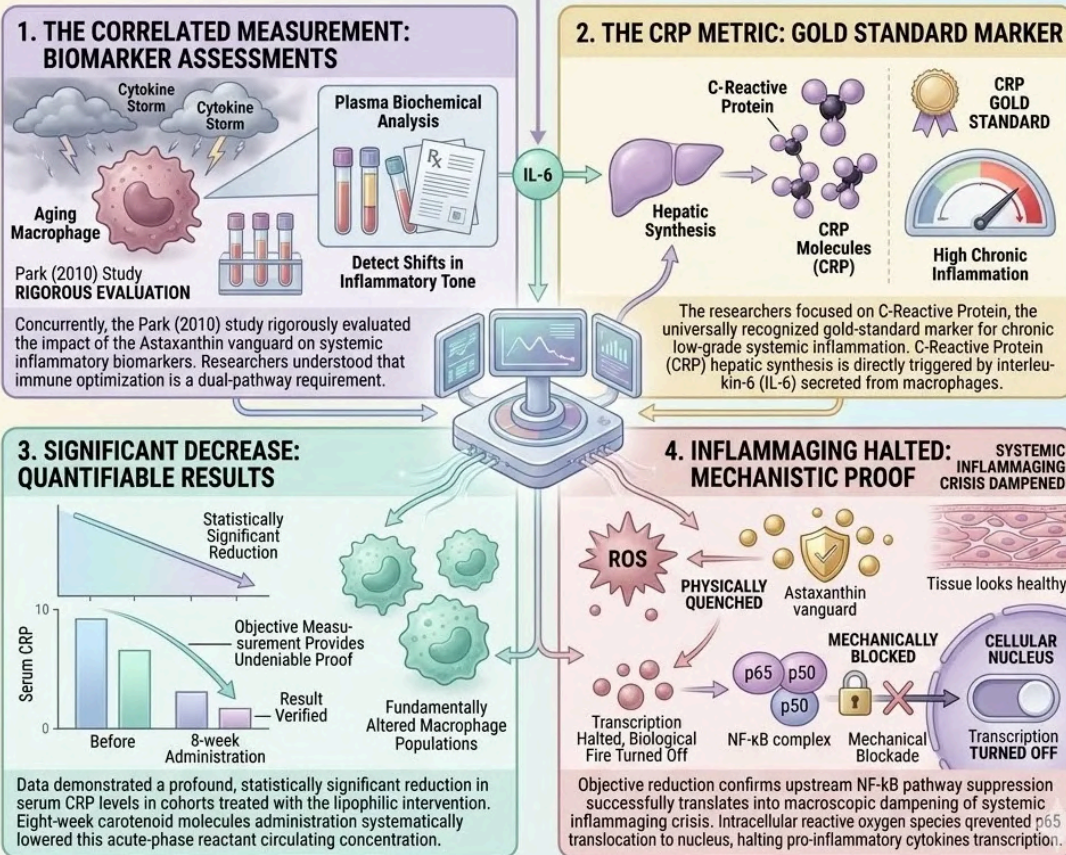 1. THE CORRELATED MEASUREMENT:
BIOMARKER ASSESSMENTS
Cytokine
Storm
Cytokine
Storm
Aging
Macrophage
Park (2010) Study
RIGOROUS EVALUATION
Plasma Biochemical
Analysis
Rx
Detect Shifts in
Inflammatory Tone
Concurrently, the Park (2010) study rigorously evaluated
the impact of the Astaxanthin vanguard on systemic
inflammatory biomarkers. Researchers understood that
immune optimization is a dual-pathway requirement.
IL-6
2. THE CRP METRIC: GOLD STANDARD MARKER
C-Reactive
Protein
Hepatic
Synthesis
CRP
Molecules
(CRP)
CRP
GOLD
STANDARD
High Chronic
Inflammation
The researchers focused on C-Reactive Protein, the
universally recognized gold-standard marker for chronic
low-grade systemic inflammation. C-Reactive Protein
(CRP) hepatic synthesis is directly triggered by interleu-
kin-6 (IL-6) secreted from macrophages.
3. SIGNIFICANT DECREASE:
QUANTIFIABLE RESULTS
Statistically
Significant
Reduction
10
Serum CRP
0
Objective Measu-
surement Provides
Undeniable Proof
Result
Verified
Before
8-week
Administration
Fundamentally
Altered Macrophage
Populations
Data demonstrated a profound, statistically significant reduction in
serum CRP levels in cohorts treated with the lipophilic intervention.
Eight-week carotenoid molecules administration systematically
lowered this acute-phase reactant circulating concentration.
4. INFLAMMAGING HALTED:
MECHANISTIC PROOF
SYSTEMIC
INFLAMMAGING
CRISIS DAMPENED
ROS
PHYSICALLY
QUENCHED
Astaxanthin
vanguard
Tissue looks healthy
Transcription
Halted, Biological
Fire Turned Off
p65
p50
p50
NF-κB complex
MECHANICALLY
BLOCKED
Mechanical
Blockade
CELLULAR
NUCLEUS
Transcription
TURNED OFF
Objective reduction confirms upstream NF-kB pathway suppression
successfully translates into macroscopic dampening of systemic
inflammaging crisis. Intracellular reactive oxygen species qrevented p65
translocation to nucleus, halting pro-inflammatory cytokines transcription.